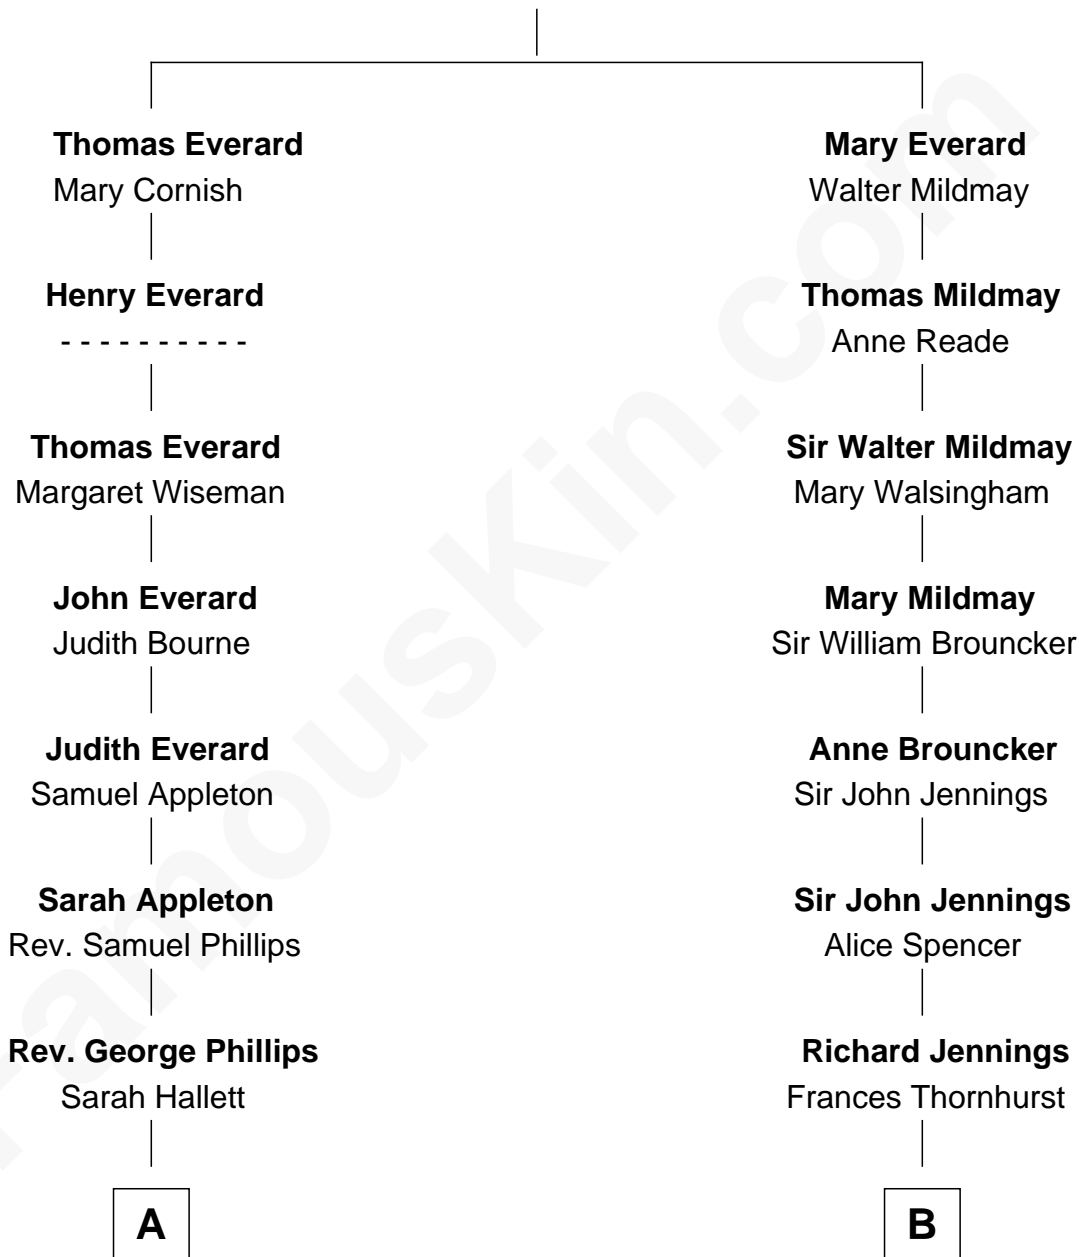 Thomas Everard
Mary Cornish
Henry Everard
- - - - - - - - - -
Thomas Everard
Margaret Wiseman
John Everard
Judith Bourne
Judith Everard
Samuel Appleton
Sarah Appleton
Rev. Samuel Phillips
Rev. George Phillips
Sarah Hallett
A
Mary Everard
Walter Mildmay
Thomas Mildmay
Anne Reade
Sir Walter Mildmay
Mary Walsingham
Mary Mildmay
Sir William Brouncker
Anne Brouncker
Sir John Jennings
Sir John Jennings
Alice Spencer
Richard Jennings
Frances Thornhurst
B
FamousKin.com